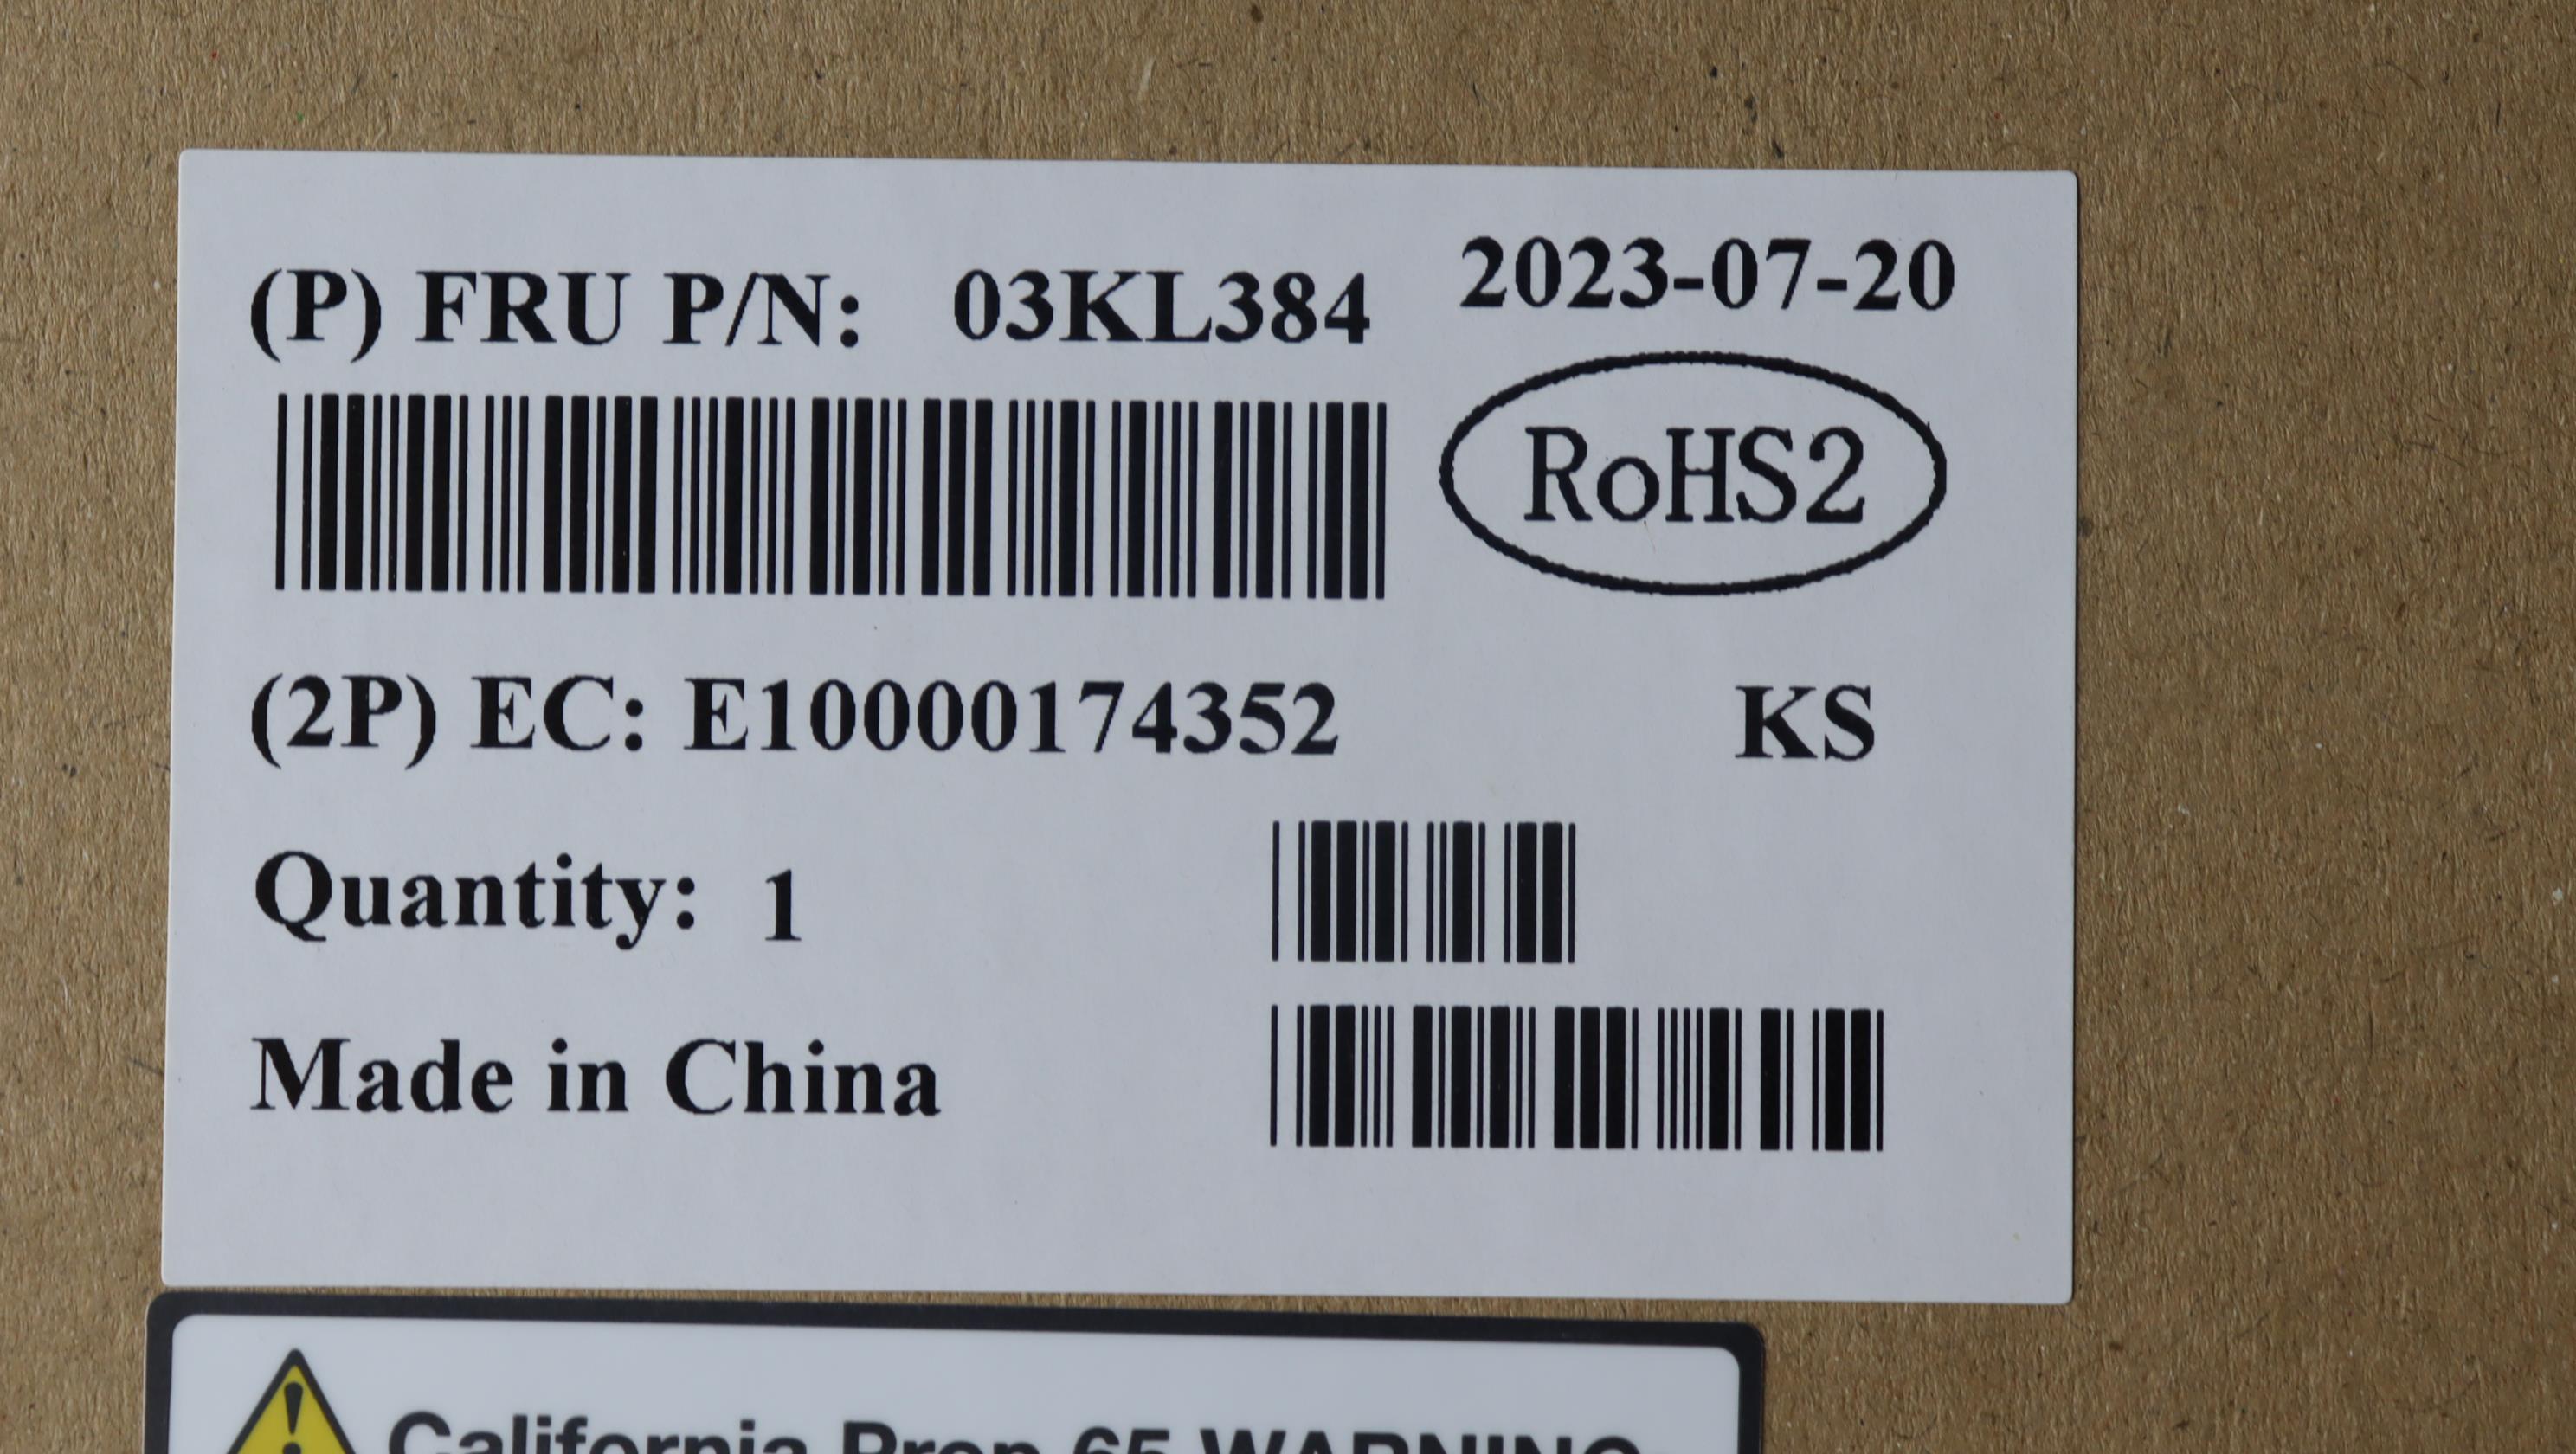 (P) FRU P/N: 03KL384
2023-07-20
RoHS2
(2P) EC: E10000174352
KS
Quantity: 1
Made in China
California Prop 65 WARNING